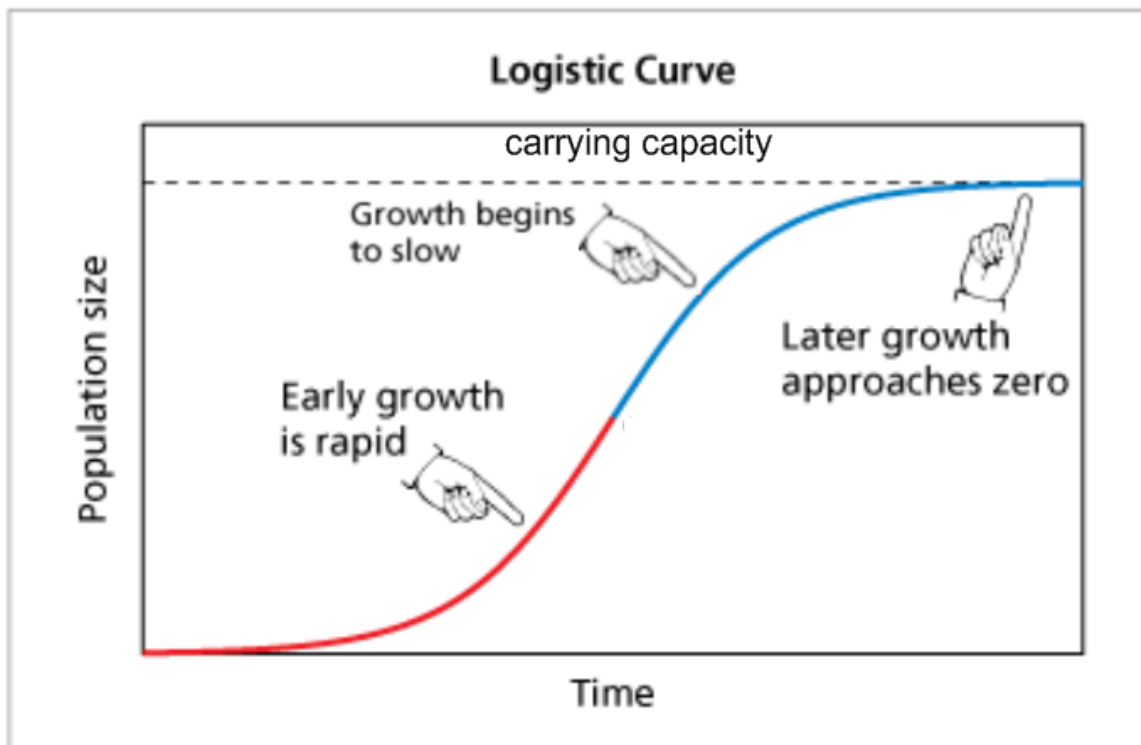 Logistic Curve
carrying capacity
Growth begins
to slow
Later growth
approaches zero
Early growth
is rapid
Population size
Time